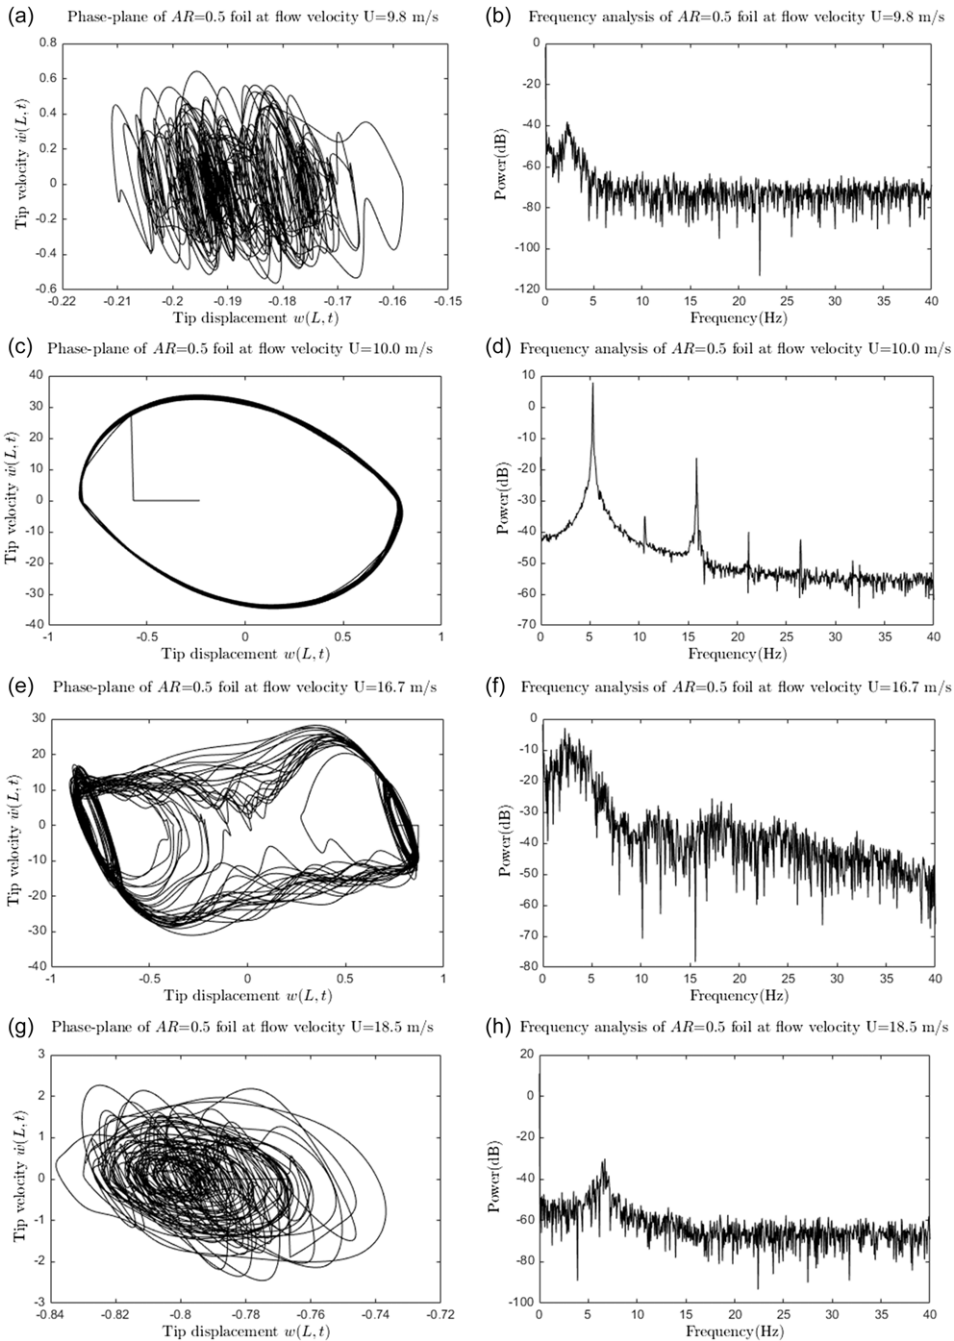 (a) Phase-plane of AR=0.5 foil at flow velocity U=9.8 m/s
0.8
0.6
0.4
0.2
0
-0.2
-0.4
-0.6
Tip velocity ẇ(L, t)
-0.22 -0.21 -0.2 -0.19 -0.18 -0.17 -0.16 -0.15
Tip displacement w(L, t)
(b) Frequency analysis of AR=0.5 foil at flow velocity U=9.8 m/s
0
-20
-40
-60
-80
-100
-120
Power(dB)
0 5 10 15 20 25 30 35 40
Frequency(Hz)
(c) Phase-plane of AR=0.5 foil at flow velocity U=10.0 m/s
40
30
20
10
0
-10
-20
-30
-40
Tip velocity ẇ(L, t)
-1 -0.5 0 0.5 1
Tip displacement w(L, t)
(d) Frequency analysis of AR=0.5 foil at flow velocity U=10.0 m/s
10
0
-10
-20
-30
-40
-50
-60
-70
Power(dB)
0 5 10 15 20 25 30 35 40
Frequency(Hz)
(e) Phase-plane of AR=0.5 foil at flow velocity U=16.7 m/s
30
20
10
0
-10
-20
-30
-40
Tip velocity ẇ(L, t)
-1 -0.5 0 0.5 1
Tip displacement w(L, t)
(f) Frequency analysis of AR=0.5 foil at flow velocity U=16.7 m/s
0
-10
-20
-30
-40
-50
-60
-70
-80
Power(dB)
0 5 10 15 20 25 30 35 40
Frequency(Hz)
(g) Phase-plane of AR=0.5 foil at flow velocity U=18.5 m/s
3
2
1
0
-1
-2
-3
Tip velocity ẇ(L, t)
-0.84 -0.82 -0.8 -0.78 -0.76 -0.74 -0.72
Tip displacement w(L, t)
(h) Frequency analysis of AR=0.5 foil at flow velocity U=18.5 m/s
20
0
-20
-40
-60
-80
-100
Power(dB)
0 5 10 15 20 25 30 35 40
Frequency(Hz)